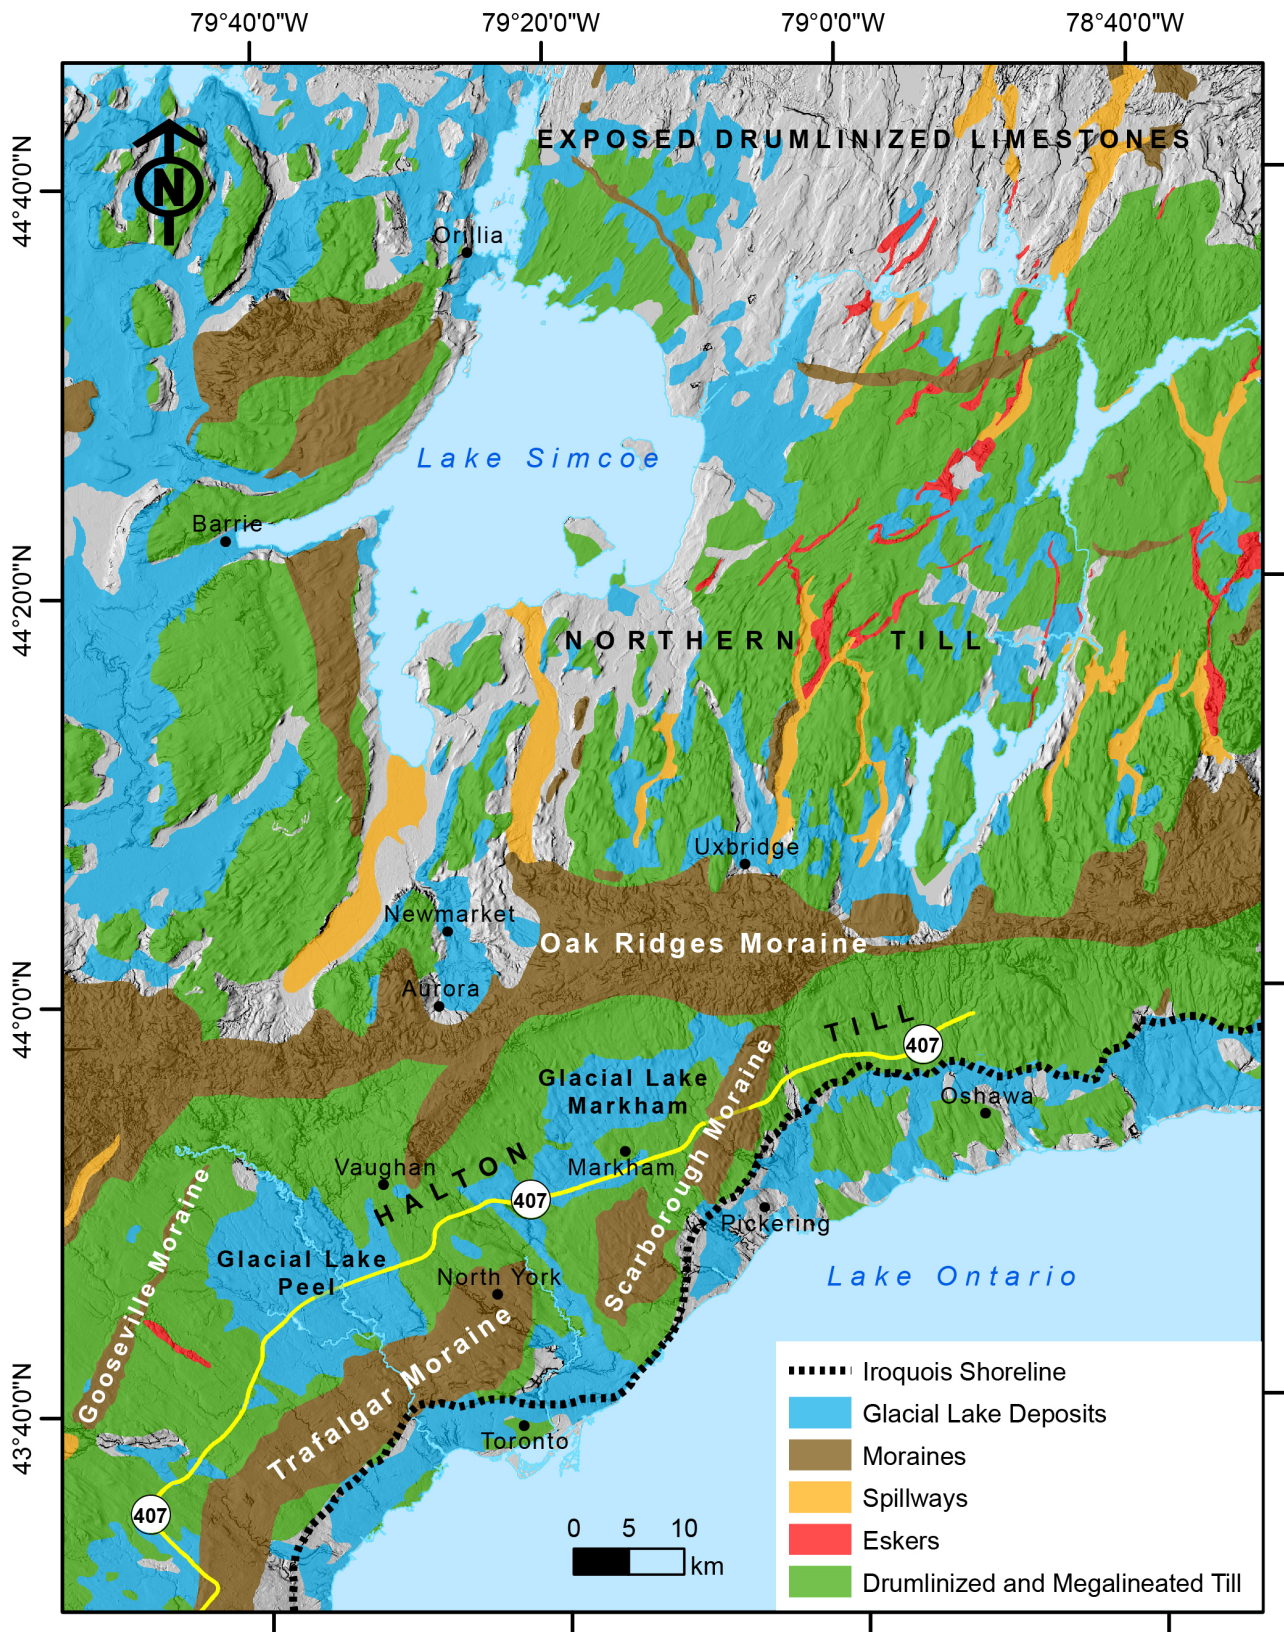 79°40'0"W
79°20'0"W
79°0'0"W
78°40'0"W
EXPOSED DRUMLINIZED LIMESTONES
N
44°40'0"N
Orillia
Lake Simcoe
Barrie
44°20'0"N
NORTHERN TILL
Uxbridge
Newmarket
Oak Ridges Moraine
Aurora
44°0'0"N
TILL
407
Glacial Lake
Markham
Oshawa
Scarborough Moraine
Vaughan
HALTON
Markham
407
Gooseville Moraine
Pickering
Glacial Lake
Peel
North York
Lake Ontario
Trafalgar Moraine
43°40'0"N
Toronto
407
Iroquois Shoreline
Glacial Lake Deposits
Moraines
Spillways
Eskers
Drumlinized and Megalineated Till
0 5 10
km